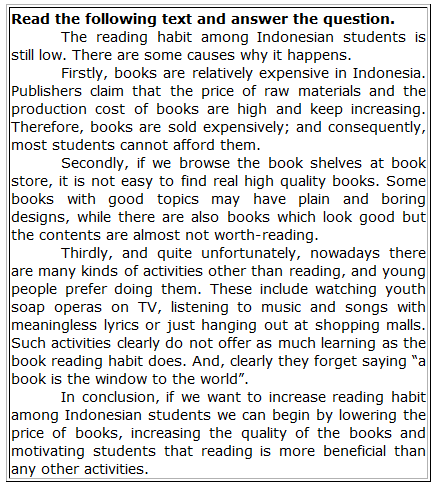 Read the following text and answer the question.
The reading habit among Indonesian students is
still low. There are some causes why it happens.
Firstly, books are relatively expensive in Indonesia.
Publishers claim that the price of raw materials and the
production cost of books are high and keep increasing.
Therefore, books are sold expensively; and consequently,
most students cannot afford them.
Secondly, if we browse the book shelves at book
store, it is not easy to find real high quality books. Some
books with good topics may have plain and boring
designs, while there are also books which look good but
the contents are almost not worth-reading.
Thirdly, and quite unfortunately, nowadays there
are many kinds of activities other than reading, and young
people prefer doing them. These include watching youth
soap operas on TV, listening to music and songs with
meaningless lyrics or just hanging out at shopping malls.
Such activities clearly do not offer as much learning as the
book reading habit does. And, clearly they forget saying “a
book is the window to the world”.
In conclusion, if we want to increase reading habit
among Indonesian students we can begin by lowering the
price of books, increasing the quality of the books and
motivating students that reading is more beneficial than
any other activities.